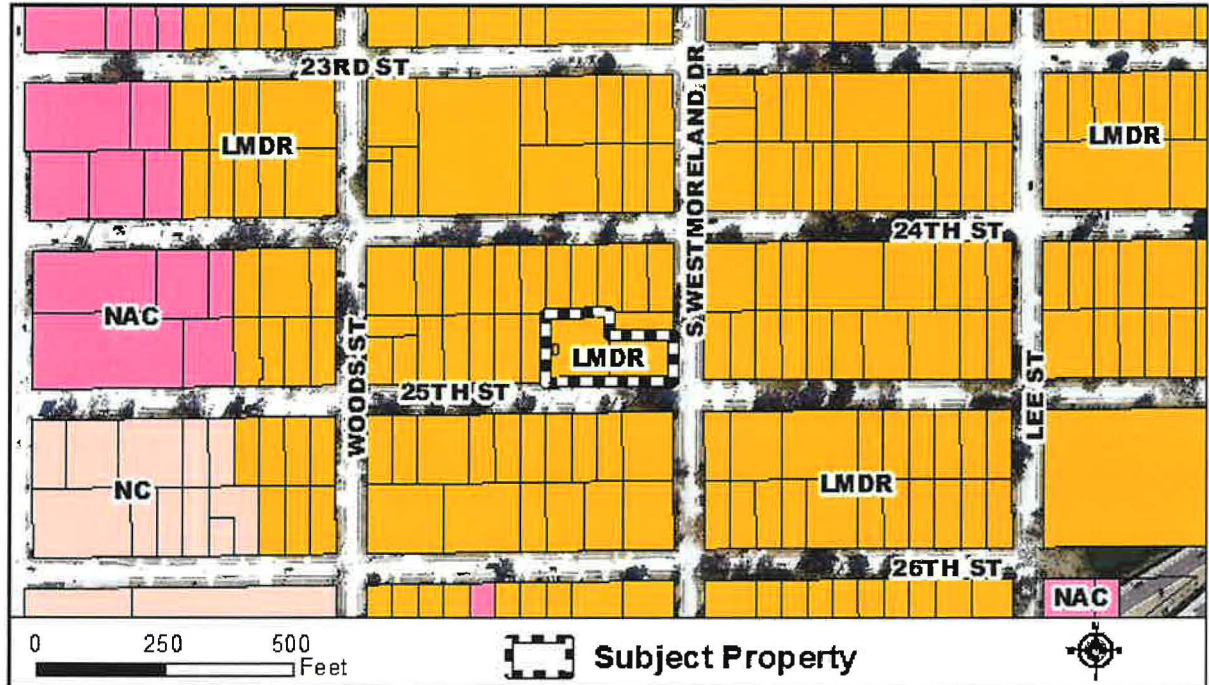 23RD ST
LMDR
LMDR
S WESTMORELAND DR
24TH ST
NAC
WOODS ST
LMDR
25TH ST
LEE ST
NC
LMDR
26TH ST
NAC
0 250 500
Feet
Subject Property